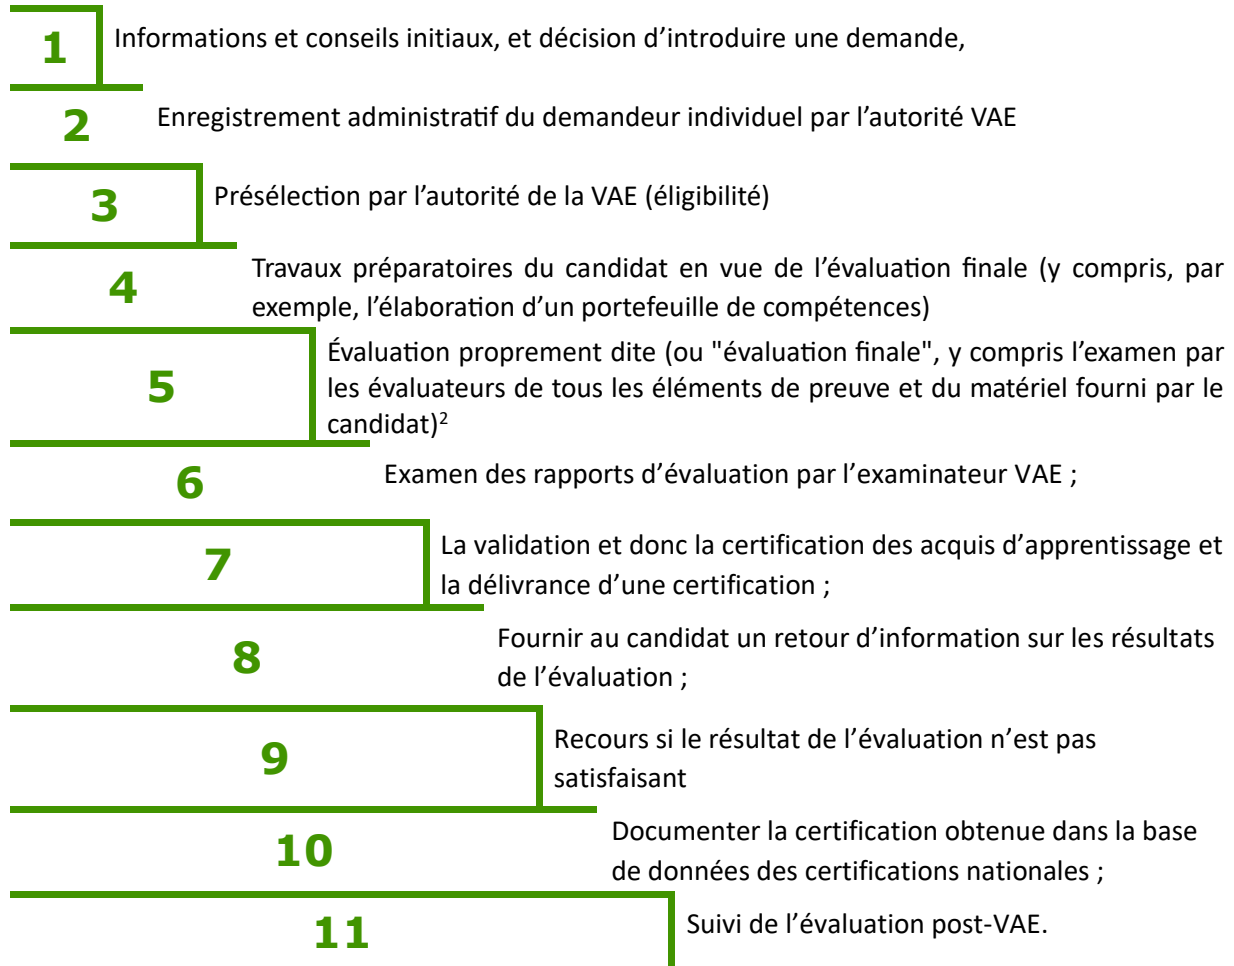 1
Informations et conseils initiaux, et décision d’introduire une demande,
2
Enregistrement administratif du demandeur individuel par l’autorité VAE
3
Présélection par l’autorité de la VAE (éligibilité)
4
Travaux préparatoires du candidat en vue de l’évaluation finale (y compris, par
exemple, l’élaboration d’un portefeuille de compétences)
5
Évaluation proprement dite (ou "évaluation finale", y compris l’examen par
les évaluateurs de tous les éléments de preuve et du matériel fourni par le
candidat)²
6
Examen des rapports d’évaluation par l’examinateur VAE ;
7
La validation et donc la certification des acquis d’apprentissage et
la délivrance d’une certification ;
8
Fournir au candidat un retour d’information sur les résultats
de l’évaluation ;
9
Recours si le résultat de l’évaluation n’est pas
satisfaisant
10
Documenter la certification obtenue dans la base
de données des certifications nationales ;
11
Suivi de l’évaluation post-VAE.